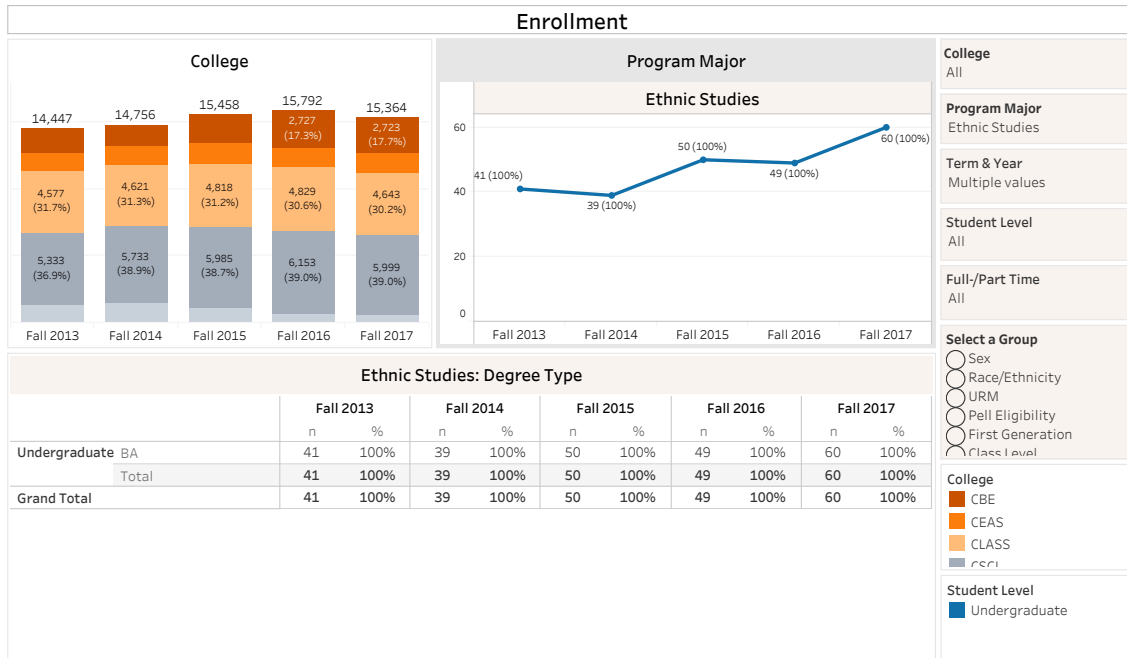 Enrollment
College
14,447
14,756
15,458
15,792
15,364
2,727
(17.3%)
2,723
(17.7%)
4,577
(31.7%)
4,621
(31.3%)
4,818
(31.2%)
4,829
(30.6%)
4,643
(30.2%)
5,333
(36.9%)
5,733
(38.9%)
5,985
(38.7%)
6,153
(39.0%)
5,999
(39.0%)
Fall 2013 Fall 2014 Fall 2015 Fall 2016 Fall 2017
Program Major
Ethnic Studies
60
40
20
0
41 (100%)
39 (100%)
50 (100%)
49 (100%)
60 (100%)
Fall 2013 Fall 2014 Fall 2015 Fall 2016 Fall 2017
Ethnic Studies: Degree Type
Fall 2013 Fall 2014 Fall 2015 Fall 2016 Fall 2017
n % n % n % n % n %
Undergraduate BA 41 100% 39 100% 50 100% 49 100% 60 100%
Total 41 100% 39 100% 50 100% 49 100% 60 100%
Grand Total 41 100% 39 100% 50 100% 49 100% 60 100%
College
All
Program Major
Ethnic Studies
Term & Year
Multiple values
Student Level
All
Full-/Part Time
All
Select a Group
Sex
Race/Ethnicity
URM
Pell Eligibility
First Generation
Class Level
College
CBE
CEAS
CLASS
Student Level
Undergraduate